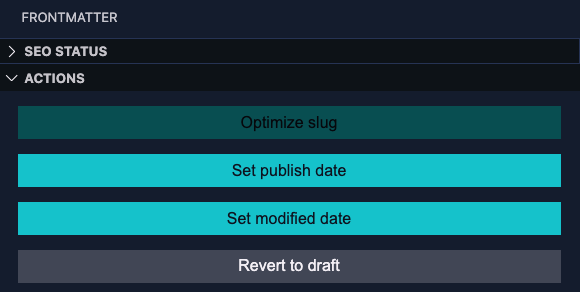 FRONTMATTER
SEO STATUS
ACTIONS
Optimize slug
Set publish date
Set modified date
Revert to draft